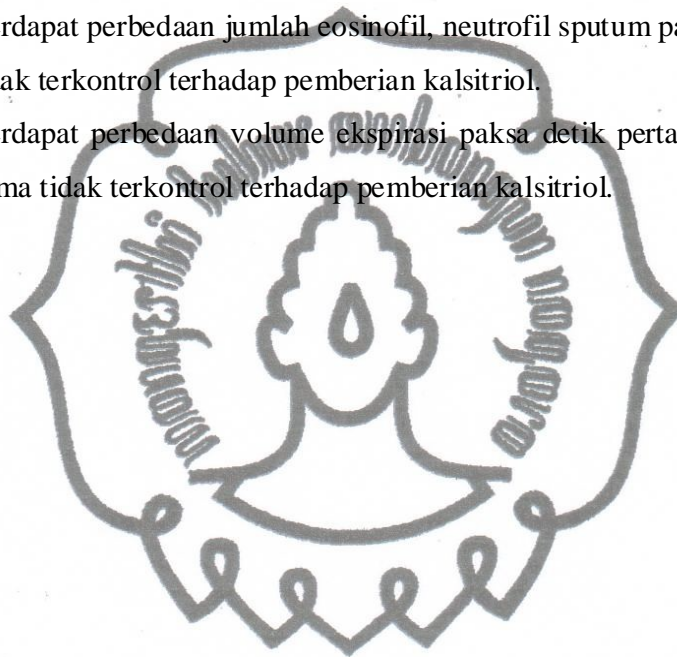 rdapat perbedaan jumlah eosinofil, neutrofil sputum pa
ak terkontrol terhadap pemberian kalsitriol.
rdapat perbedaan volume ekspirasi paksa detik perta
ma tidak terkontrol terhadap pemberian kalsitriol.